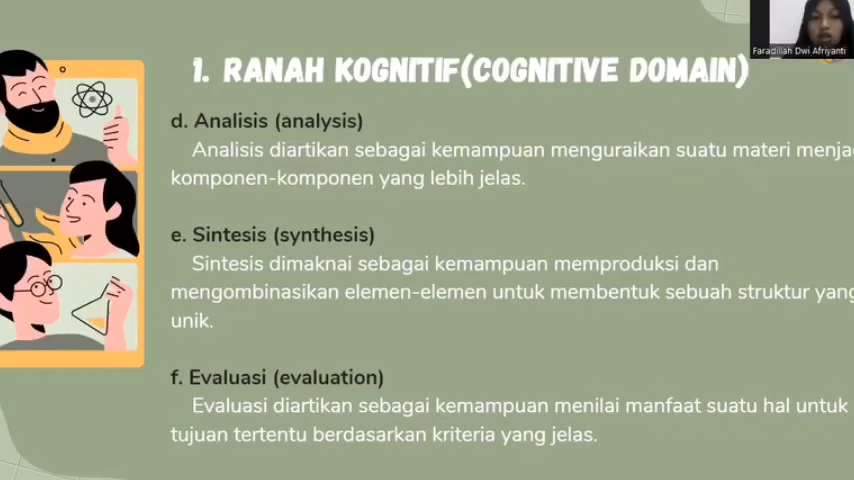 Faradillah Dwi Afriyanti
1. RANAH KOGNITIF(COGNITIVE DOMAIN)
d. Analisis (analysis)
Analisis diartikan sebagai kemampuan menguraikan suatu materi menja
komponen-komponen yang lebih jelas.
e. Sintesis (synthesis)
Sintesis dimaknai sebagai kemampuan memproduksi dan
mengombinasikan elemen-elemen untuk membentuk sebuah struktur yang
unik.
f. Evaluasi (evaluation)
Evaluasi diartikan sebagai kemampuan menilai manfaat suatu hal untuk
tujuan tertentu berdasarkan kriteria yang jelas.